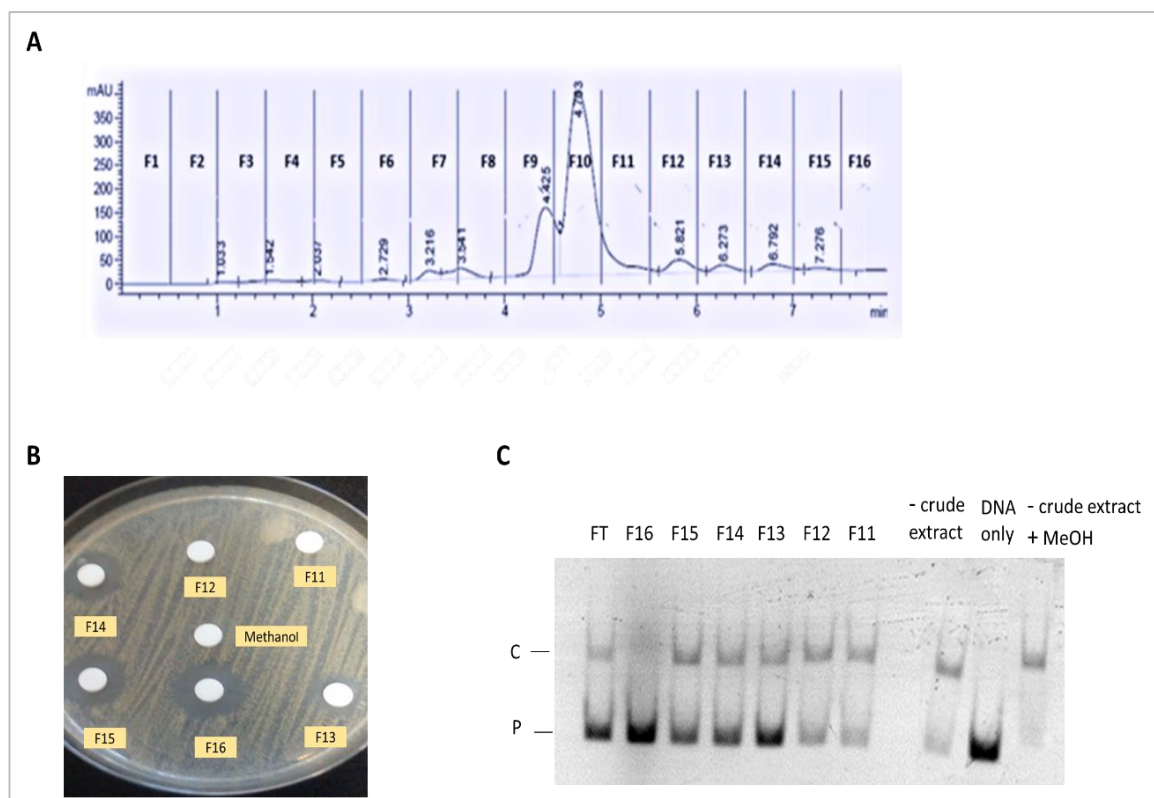 A
mAU
350
300
250
200
150
100
50
0
F1 F2 F3 F4 F5 F6 F7 F8 F9 F10 F11 F12 F13 F14 F15 F16
1.033 1.542 2.037 2.729 3.216 3.541 4.425 5.821 6.273 6.792 7.276
1 2 3 4 5 6 7 min
B
F12
F11
F14
Methanol
F15
F16
F13
C
FT F16 F15 F14 F13 F12 F11
- crude
extract
DNA
only
- crude extract
+ MeOH
C
P